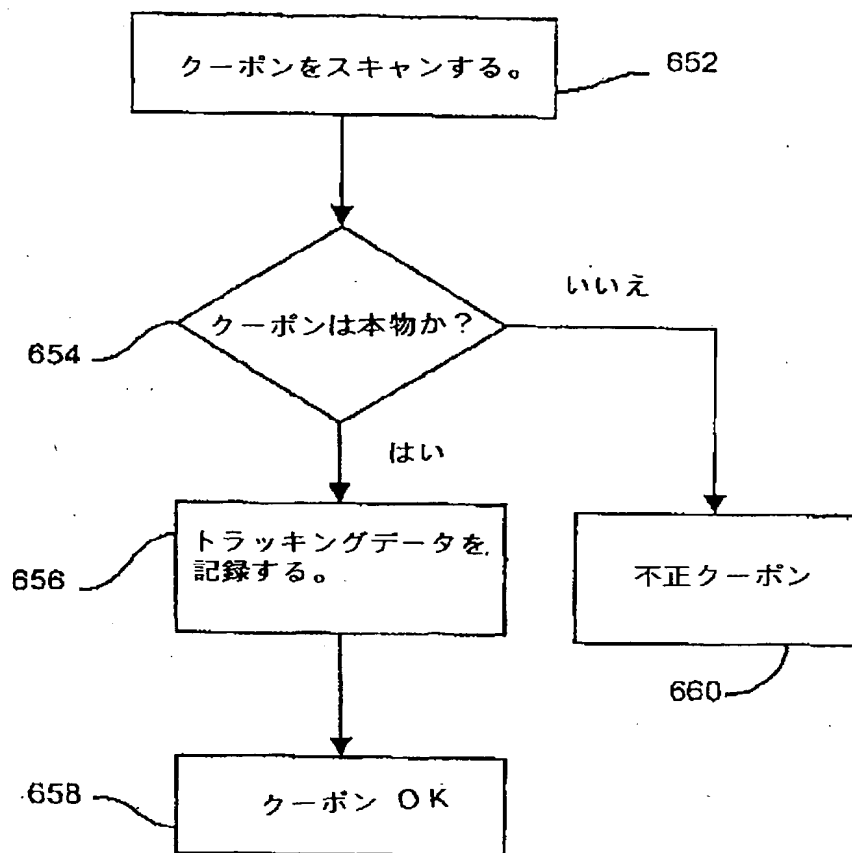 クーポンをスキャンする。
652
クーポンは本物か?
654
いいえ
はい
トラッキングデータを
記録する。
656
不正クーポン
660
クーポン OK
658